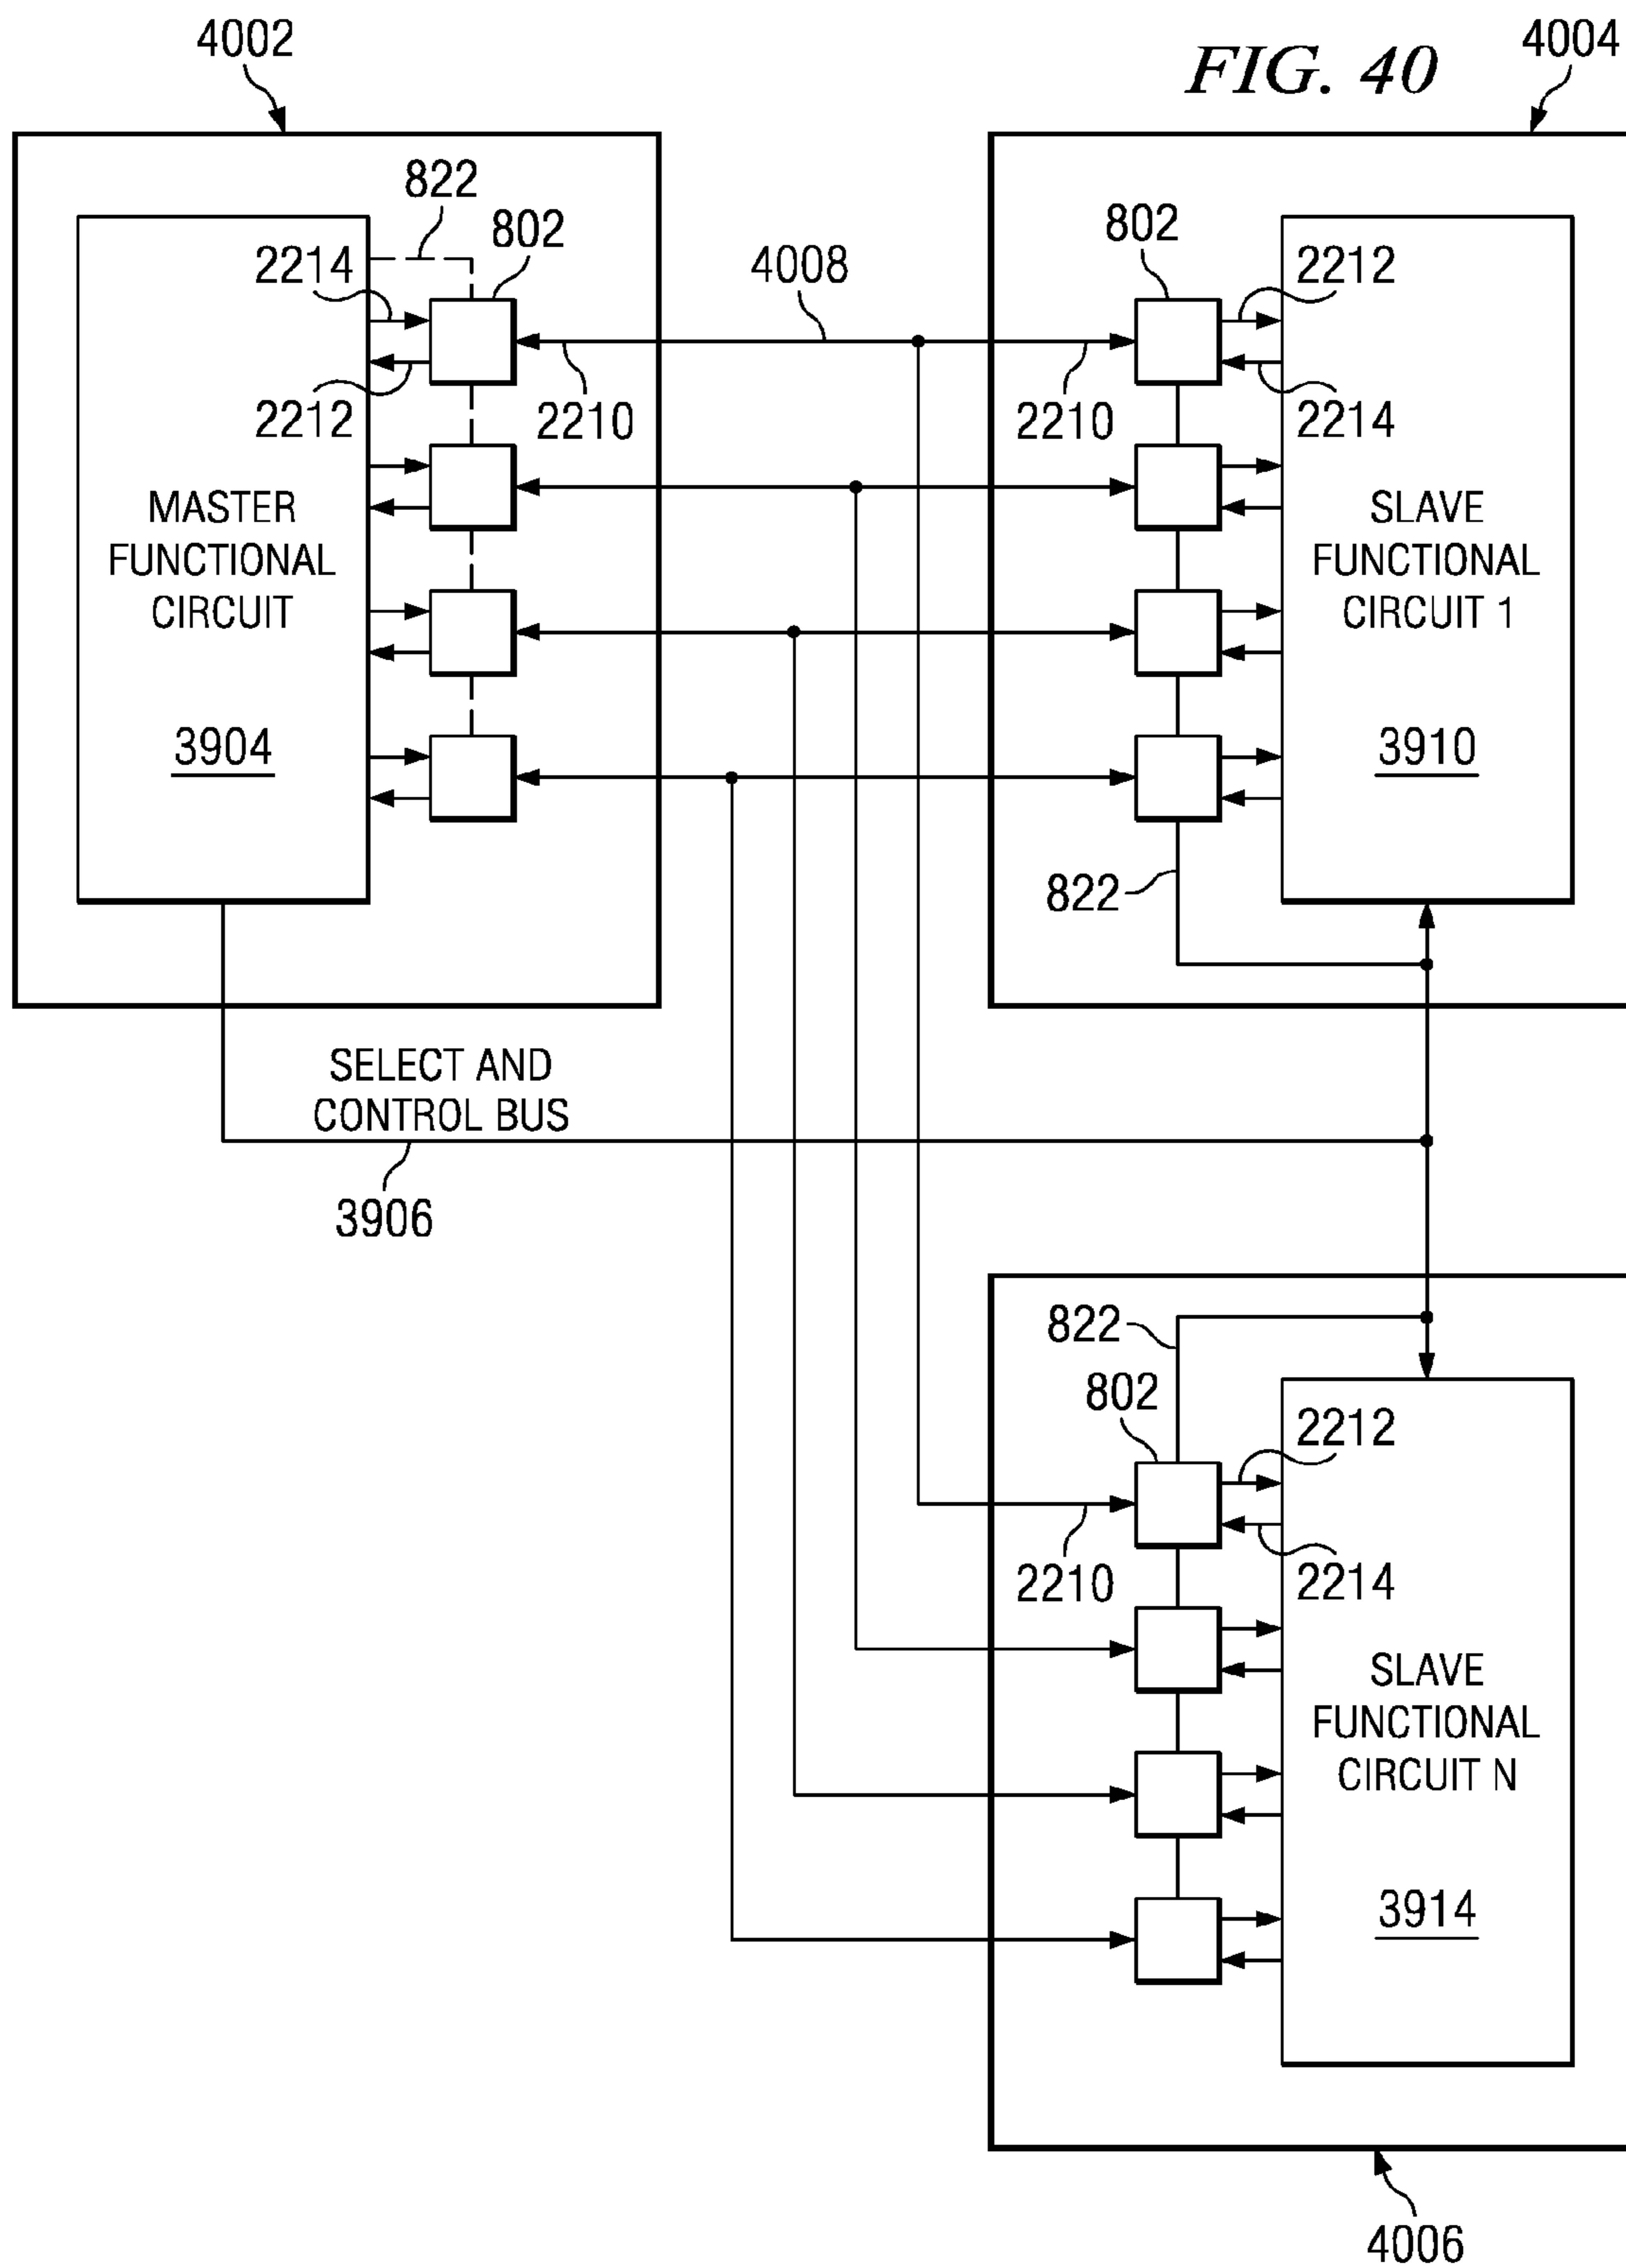 4002
FIG. 40
4004
822
802
2214
4008
802
2212
2212
2210
2210
2214
MASTER
FUNCTIONAL
CIRCUIT
3904
SLAVE
FUNCTIONAL
CIRCUIT 1
3910
822
SELECT AND
CONTROL BUS
3906
822
802
2212
2210
2214
SLAVE
FUNCTIONAL
CIRCUIT N
3914
4006